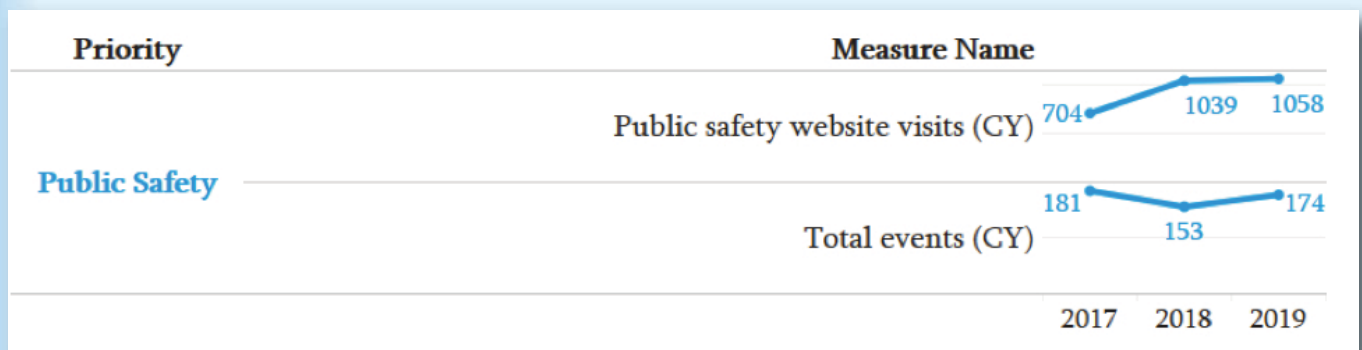 Priority Measure Name
704 1039 1058
Public safety website visits (CY)
Public Safety
181 153 174
Total events (CY)
2017 2018 2019